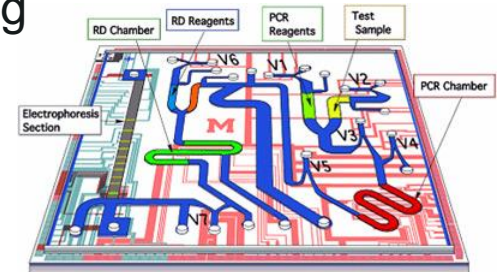 g
RD Chamber
RD Reagents
PCR
Reagents
Test
Sample
PCR Chamber
Electrophoresis
Section
V6
V1
V2
V3
V4
V5
V7
M